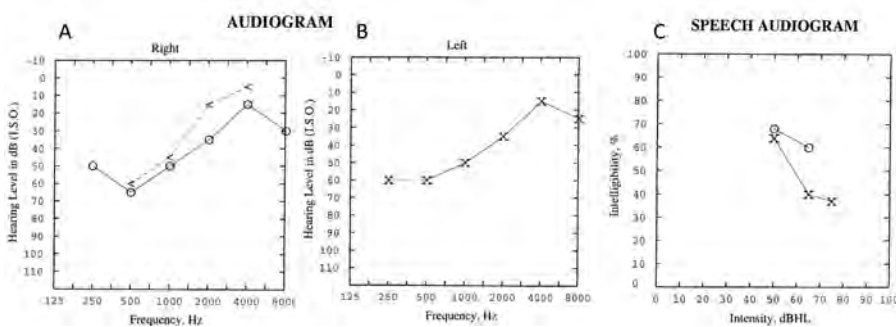 AUDIOGRAM
A
Right
-10
0
10
20
30
40
50
60
70
80
90
100
110
120
Hearing Level in dB (I.S.O.)
125 250 500 1000 2000 4000 8000
Frequency, Hz
B
Left
-10
0
10
20
30
40
50
60
70
80
90
100
110
120
Hearing Level in dB (I.S.O.)
125 250 500 1000 2000 4000 8000
Frequency, Hz
C
SPEECH AUDIOGRAM
100
90
80
70
60
50
40
30
20
10
0
Intelligibility, %
0 10 20 30 40 50 60 70 80 90 100
Intensity, dBHL